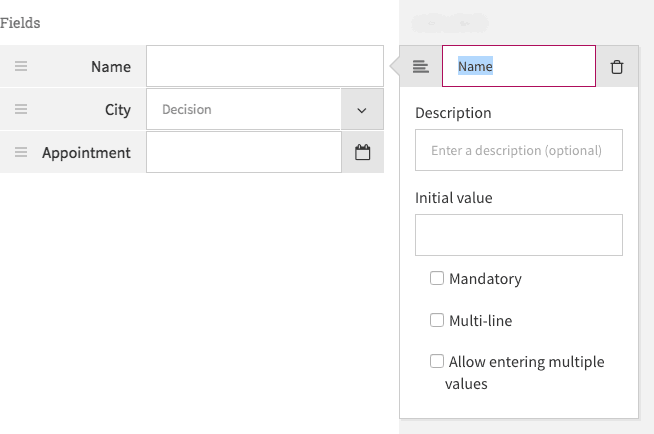 Fields
Name
City
Decision
Appointment
Name
Description
Enter a description (optional)
Initial value
Mandatory
Multi-line
Allow entering multiple
values